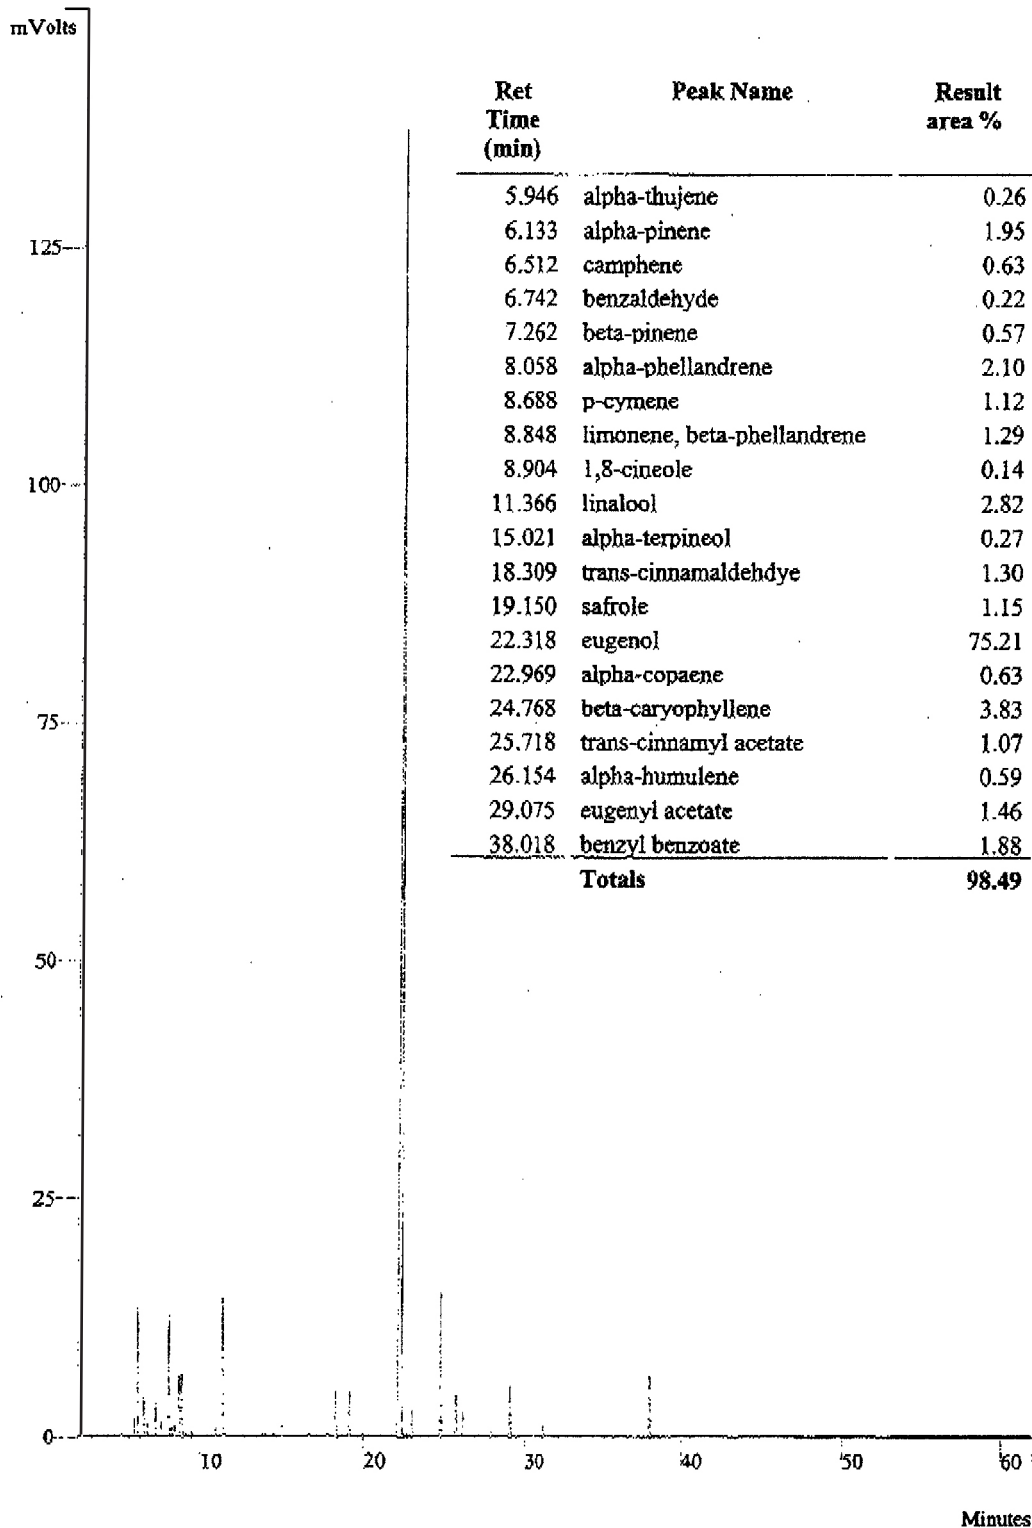 mVolts
Ret Time (min) Peak Name Result area %
5.946 alpha-thujene 0.26
6.133 alpha-pinene 1.95
6.512 camphene 0.63
6.742 benzaldehyde 0.22
7.262 beta-pinene 0.57
8.058 alpha-phellandrene 2.10
8.688 p-cymene 1.12
8.848 limonene, beta-phellandrene 1.29
8.904 1,8-cineole 0.14
11.366 linalool 2.82
15.021 alpha-terpineol 0.27
18.309 trans-cinnamaldehdye 1.30
19.150 safrole 1.15
22.318 eugenol 75.21
22.969 alpha-copaene 0.63
24.768 beta-caryophyllene 3.83
25.718 trans-cinnamyl acetate 1.07
26.154 alpha-humulene 0.59
29.075 eugenyl acetate 1.46
38.018 benzyl benzoate 1.88
Totals 98.49
125
100
75
50
25
0
10 20 30 40 50 60
Minutes